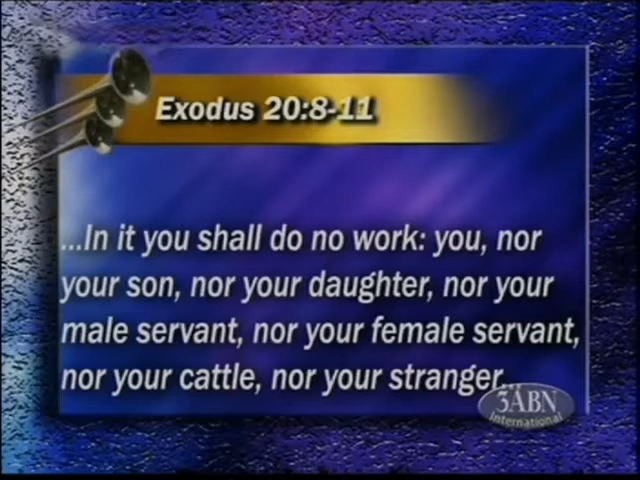 Exodus 20:8-11
...In it you shall do no work: you, nor
your son, nor your daughter, nor your
male servant, nor your female servant,
nor your cattle, nor your stranger...
3ABN
International